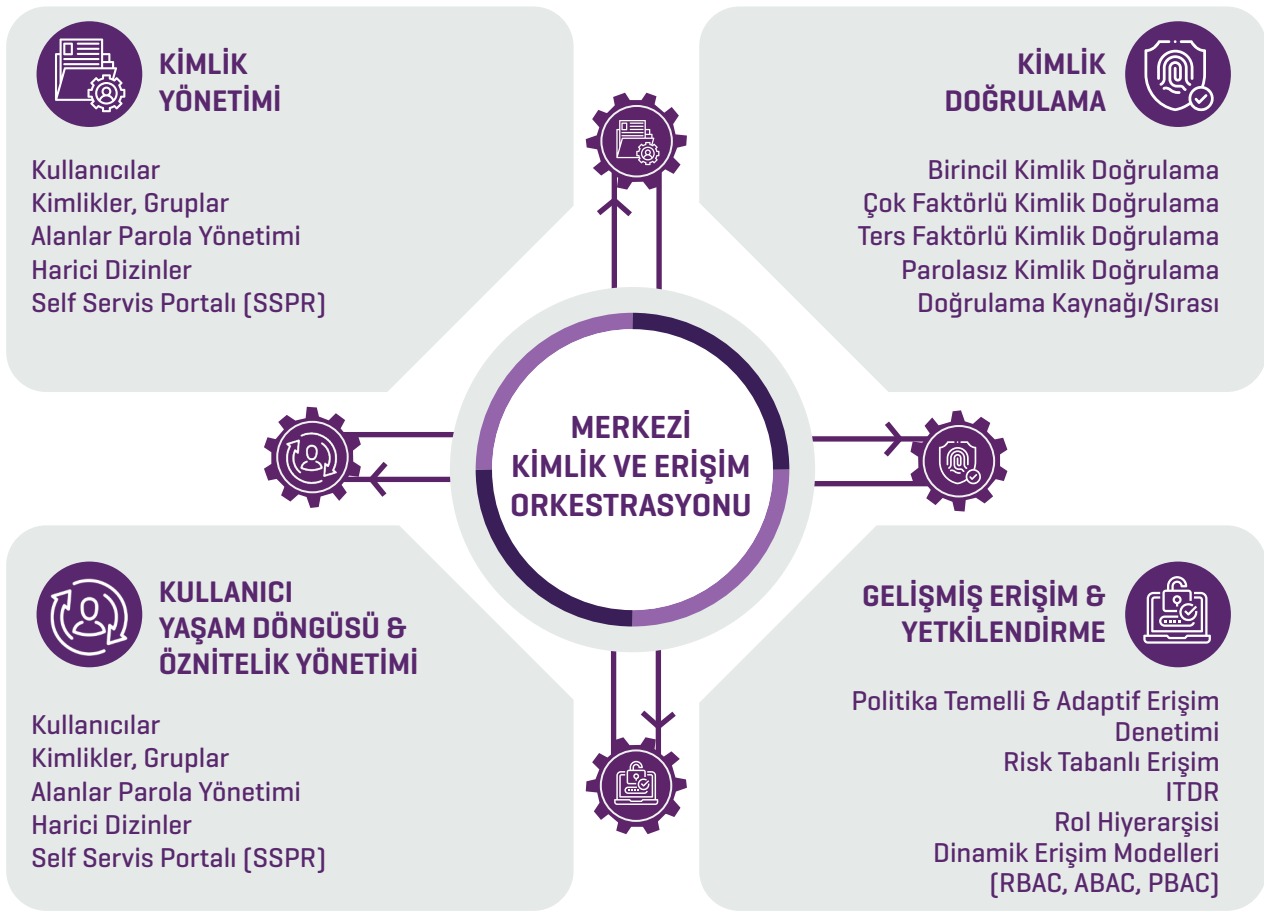 KİMLİK
YÖNETİMİ
Kullanıcılar
Kimlikler, Gruplar
Alanlar Parola Yönetimi
Harici Dizinler
Self Servis Portalı (SSPR)
KİMLİK
DOĞRULAMA
Birincil Kimlik Doğrulama
Çok Faktörlü Kimlik Doğrulama
Ters Faktörlü Kimlik Doğrulama
Parolasız Kimlik Doğrulama
Doğrulama Kaynağı/Sırası
MERKEZİ
KİMLİK VE ERİŞİM
ORKESTRASYONU
KULLANICI
YAŞAM DÖNGÜSÜ &
ÖZNİTELİK YÖNETİMİ
Kullanıcılar
Kimlikler, Gruplar
Alanlar Parola Yönetimi
Harici Dizinler
Self Servis Portalı (SSPR)
GELİŞMİŞ ERİŞİM &
YETKİLENDİRME
Politika Temelli & Adaptif Erişim
Denetimi
Risk Tabanlı Erişim
ITDR
Rol Hiyerarşisi
Dinamik Erişim Modelleri
(RBAC, ABAC, PBAC)